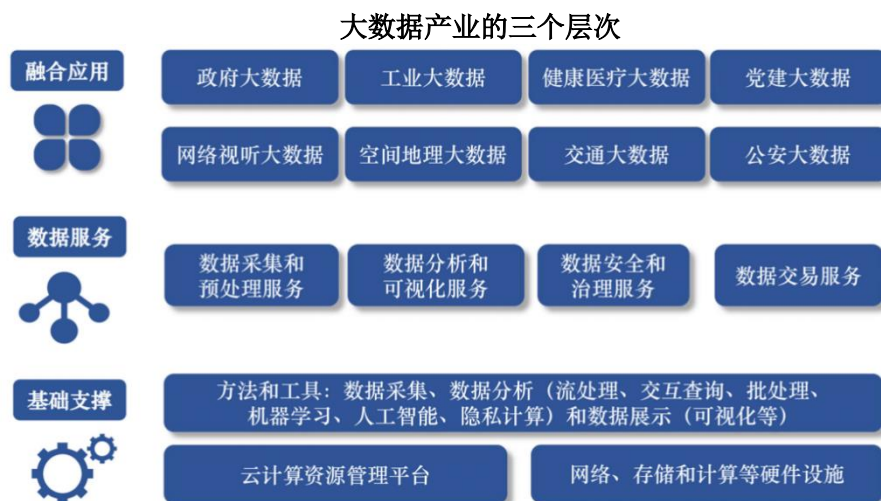 大数据产业的三个层次
融合应用
政府大数据
工业大数据
健康医疗大数据
党建大数据
网络视听大数据
空间地理大数据
交通大数据
公安大数据
数据服务
数据采集和
预处理服务
数据分析和
可视化服务
数据安全和
治理服务
数据交易服务
基础支撑
方法和工具：数据采集、数据分析（流处理、交互查询、批处理、
机器学习、人工智能、隐私计算）和数据展示（可视化等）
云计算资源管理平台
网络、存储和计算等硬件设施